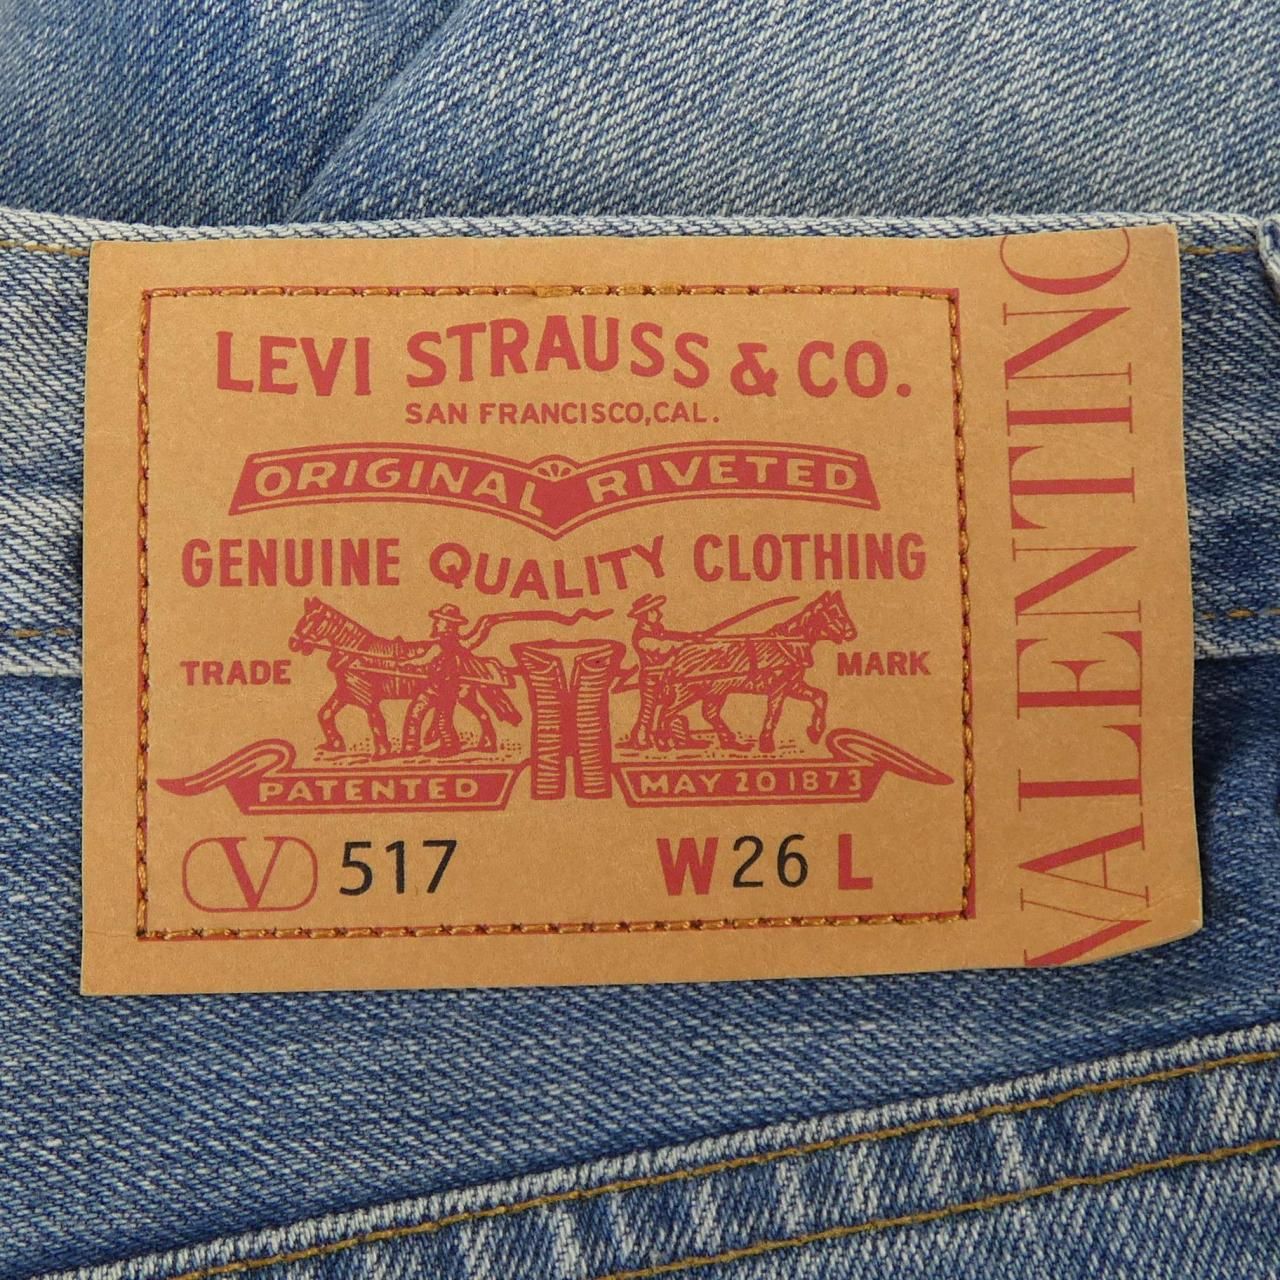 LEVI STRAUSS & CO.
SAN FRANCISCO, CAL.
ORIGINAL RIVETED
GENUINE QUALITY CLOTHING
TRADE MARK
PATENTED MAY 20 1873
V 517 W 26 L
VALENTINO